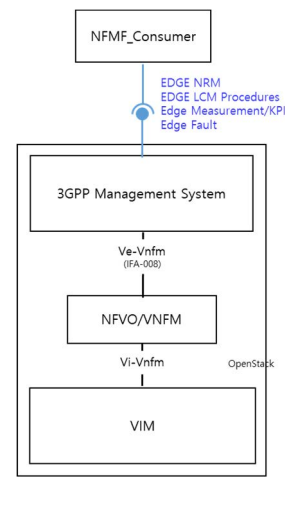 NFMF_Consumer
EDGE NRM
EDGE LCM Procedures
Edge Measurement/KPI
Edge Fault
3GPP Management System
Ve-Vnfm
(IFA-008)
NFVO/VNFM
Vi-Vnfm
OpenStack
VIM